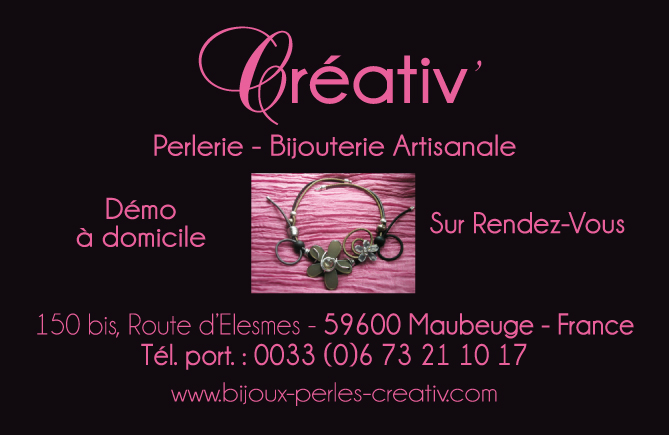 Créativ'
Perlerie - Bijouterie Artisanale
Démo
à domicile
Sur Rendez-Vous
150 bis, Route d'Elesmes - 59600 Maubeuge - France
Tél. port. : 0033 (0)6 73 21 10 17
www.bijoux-perles-creativ.com